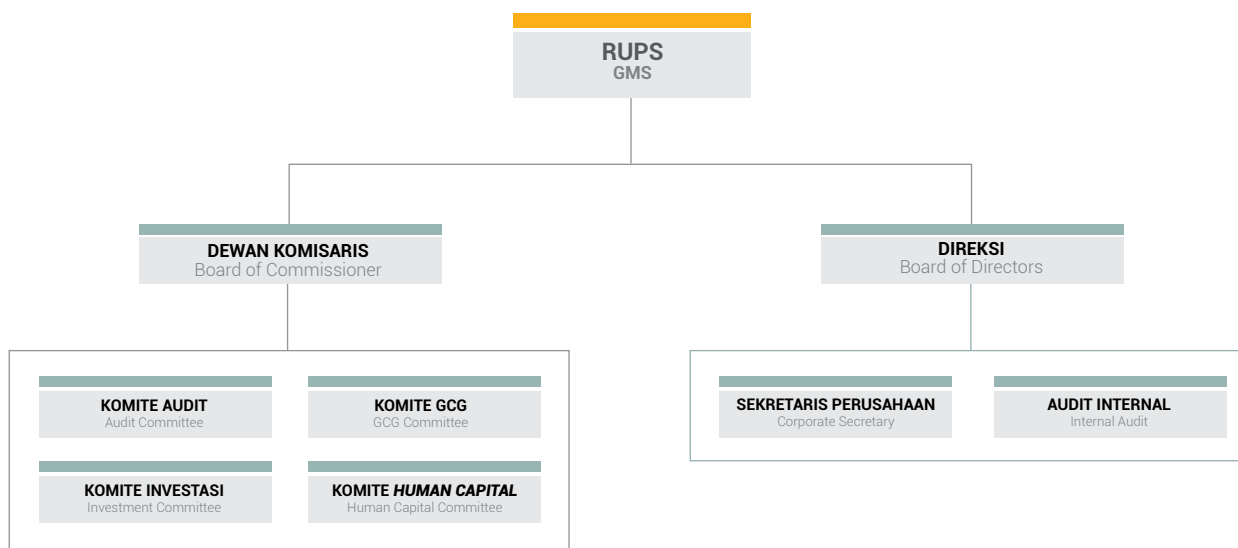 RUPS
GMS
DEWAN KOMISARIS
Board of Commissioner
DIREKSI
Board of Directors
KOMITE AUDIT
Audit Committee
KOMITE GCG
GCG Committee
SEKRETARIS PERUSAHAAN
Corporate Secretary
AUDIT INTERNAL
Internal Audit
KOMITE INVESTASI
Investment Committee
KOMITE HUMAN CAPITAL
Human Capital Committee